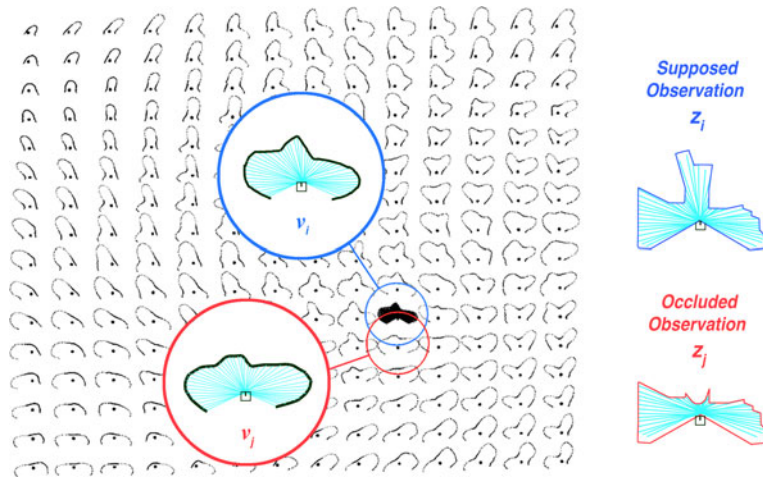 Supposed
Observation
z_i
v_i
Occluded
Observation
z_j
v_j